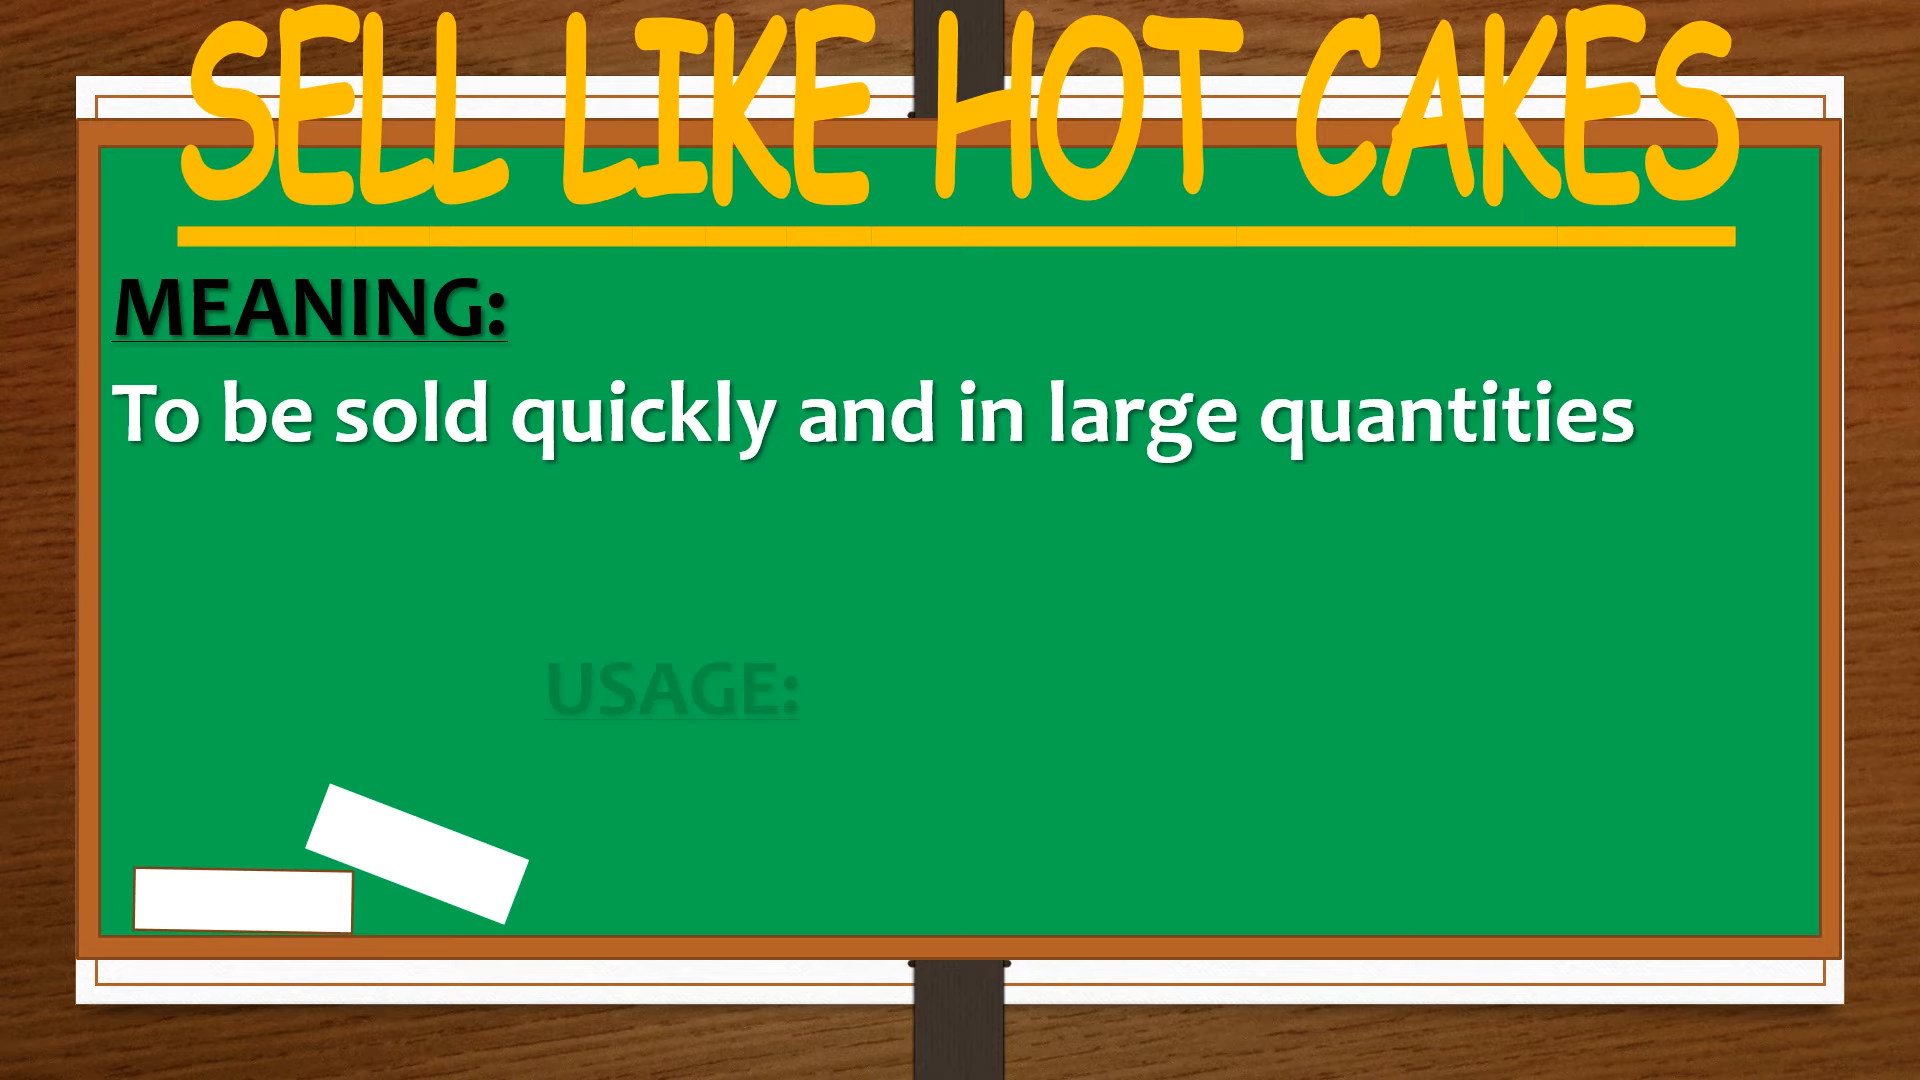 SELL LIKE HOT CAKES
MEANING:
To be sold quickly and in large quantities
USAGE: